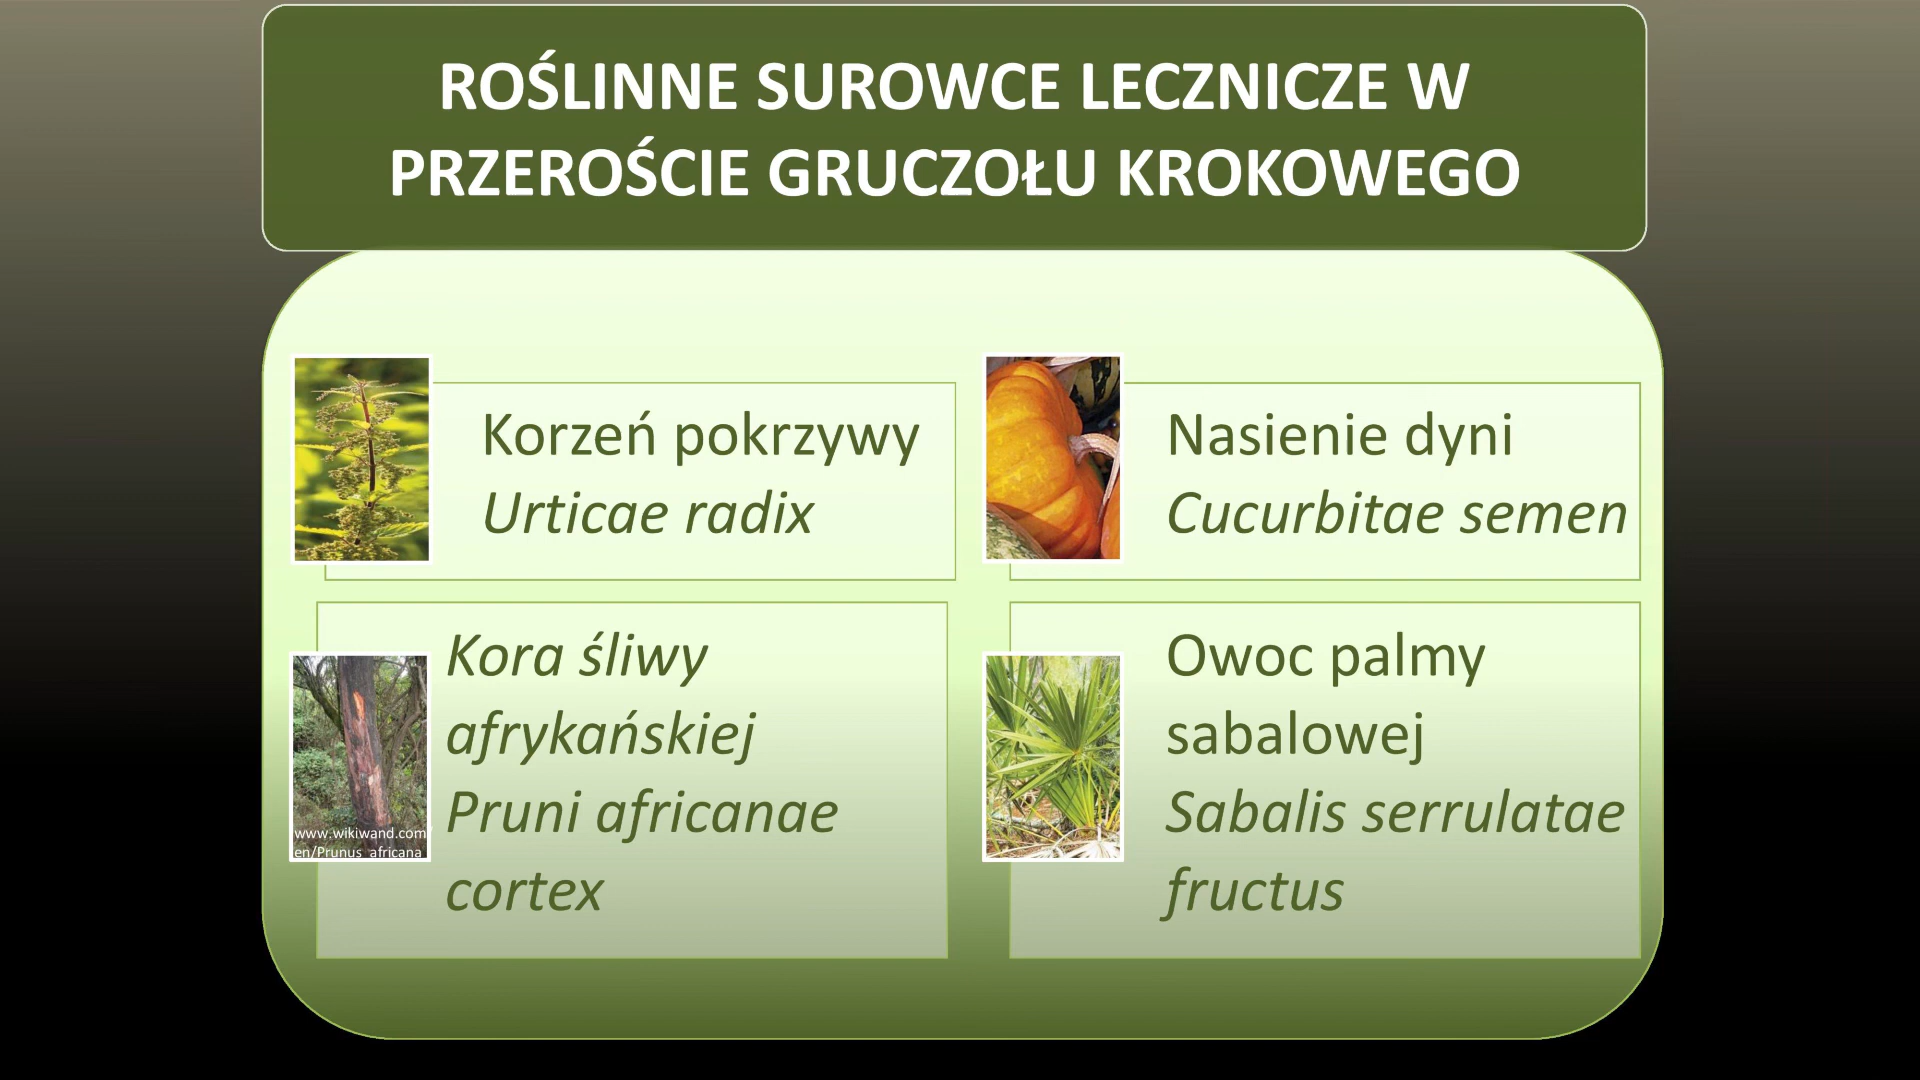 ROŚLINNE SUROWCE LECZNICZE W
PRZEROŚCIE GRUCZOŁU KROKOWEGO
Korzeń pokrzywy
Urticae radix
Nasienie dyni
Cucurbitae semen
Kora śliwy
afrykańskiej
Pruni africanae
cortex
www.wikiwand.com/
en/Prunus_africana
Owoc palmy
sabalowej
Sabalis serrulatae
fructus